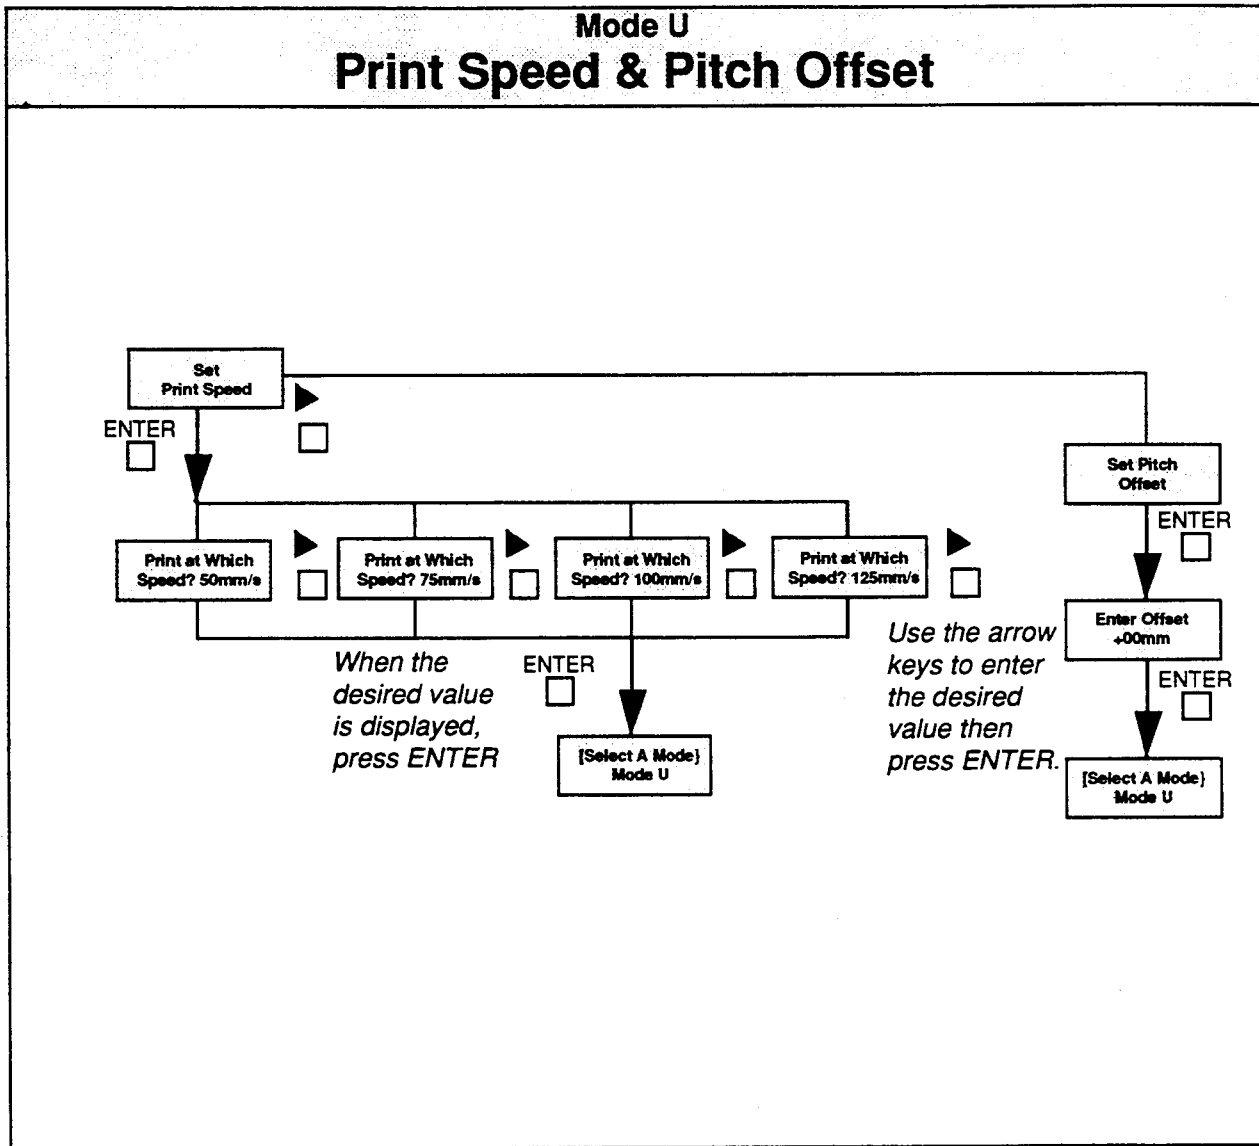 Mode U
Print Speed & Pitch Offset
Set
Print Speed
ENTER
Set Pitch
Offset
ENTER
Print at Which
Speed? 50mm/s
Print at Which
Speed? 75mm/s
Print at Which
Speed? 100mm/s
Print at Which
Speed? 125mm/s
Enter Offset
+00mm
ENTER
When the
desired value
is displayed,
press ENTER
ENTER
[Select A Mode}
Mode U
Use the arrow
keys to enter
the desired
value then
press ENTER.
[Select A Mode}
Mode U